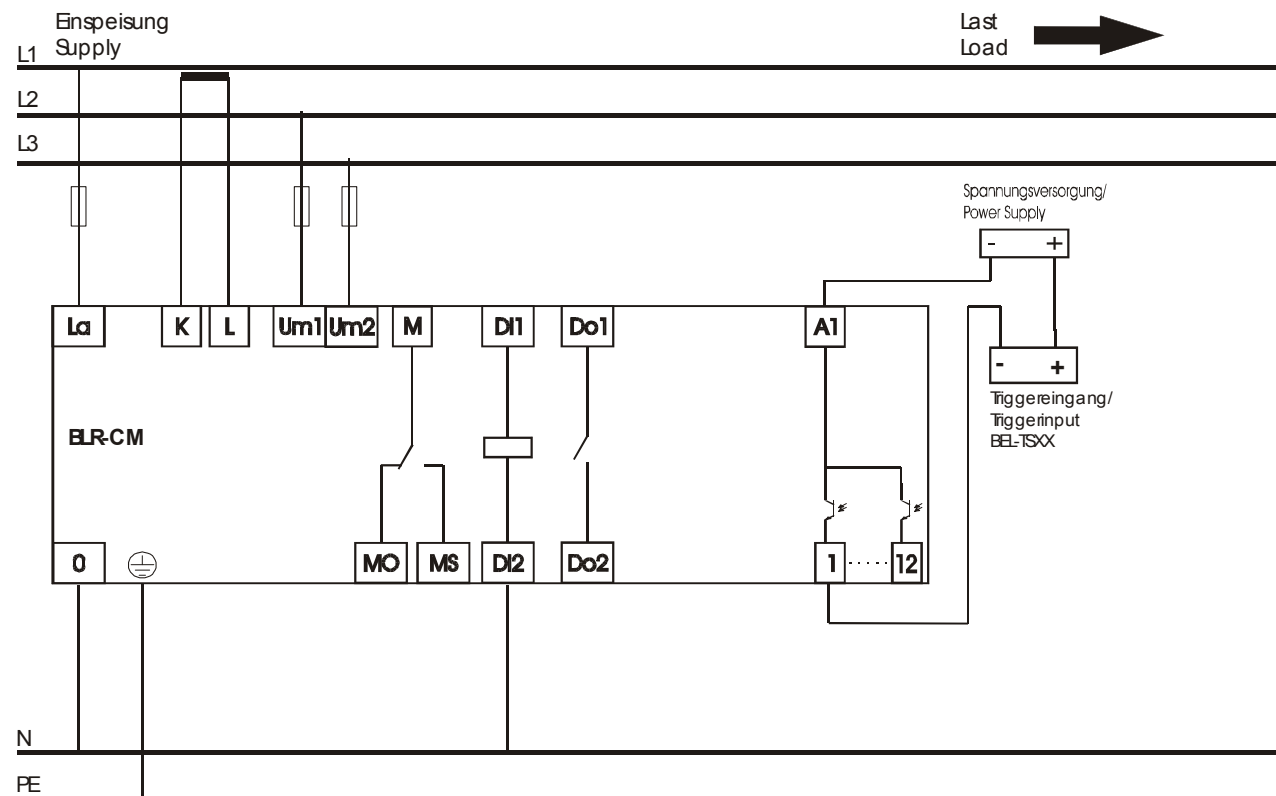 Einspeisung
Supply
Last
Load
L1
L2
L3
Spannungsversorgung/
Power Supply
- +
La K L Um1 Um2 M DI1 Do1 A1
- +
Triggereingang/
Triggerinput
BEL-TSXX
BLR-CM
0 MO MS DI2 Do2 1 ..... 12
N
PE